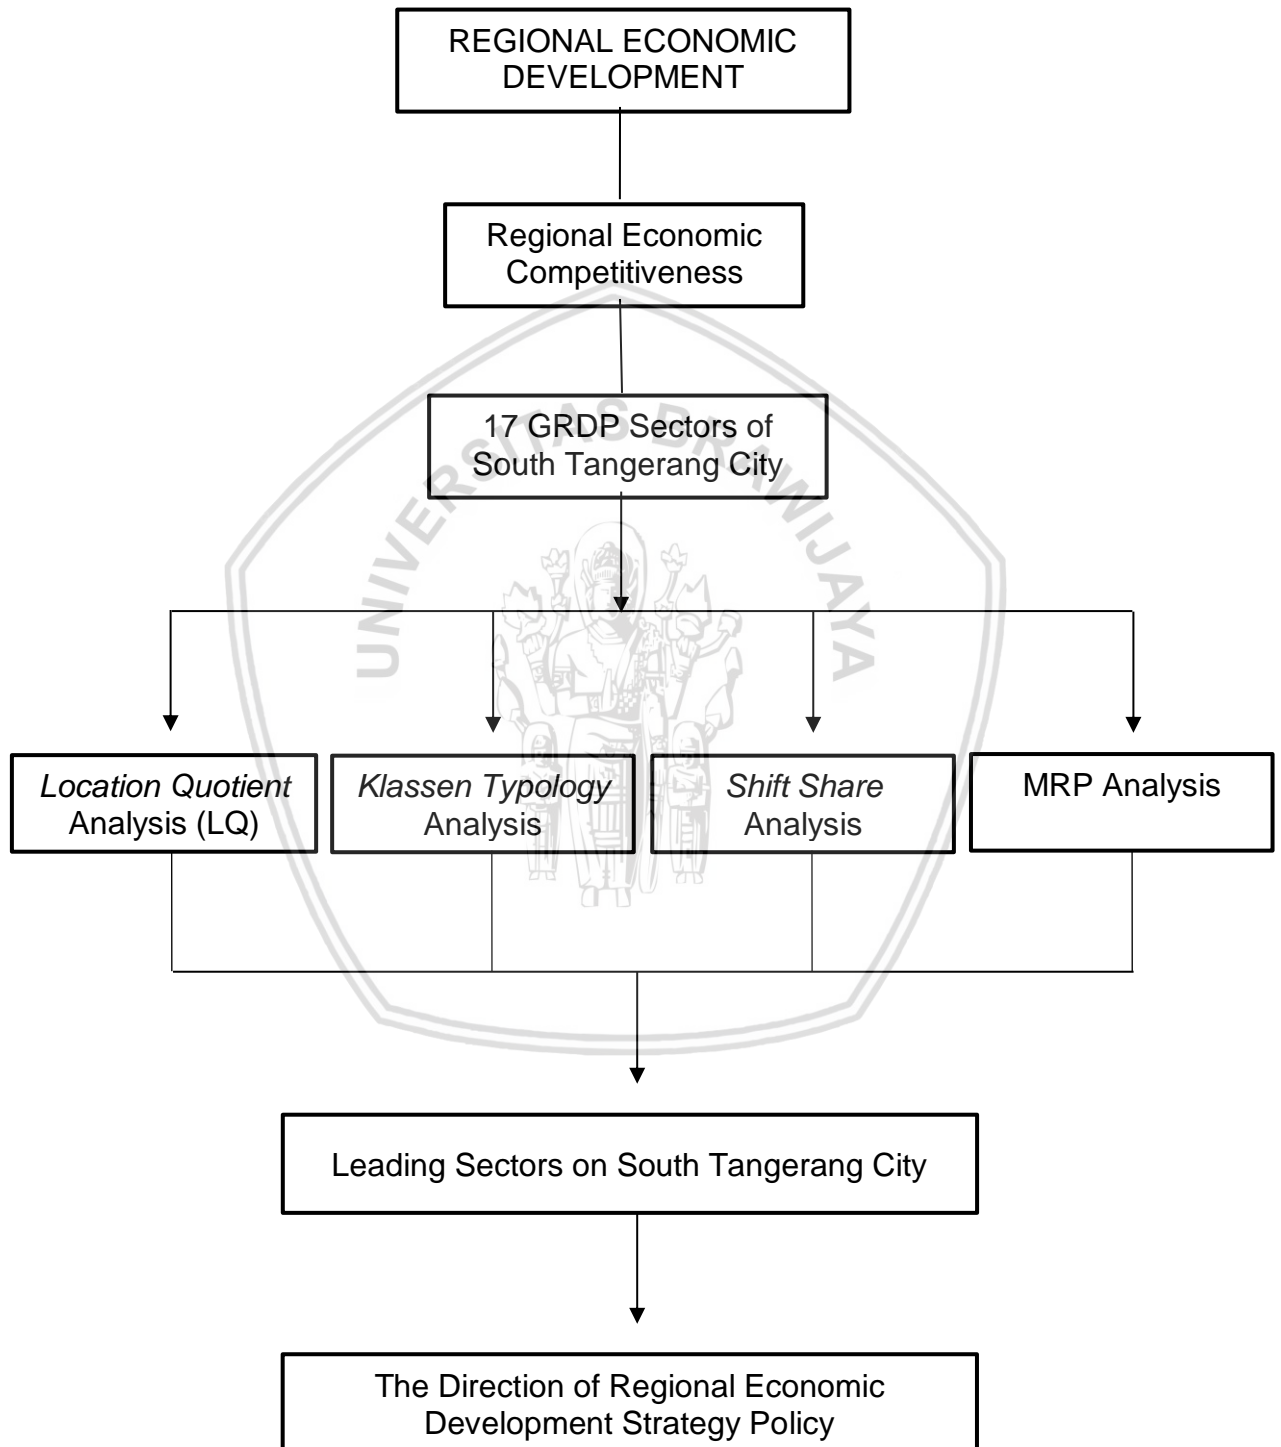 REGIONAL ECONOMIC
DEVELOPMENT
Regional Economic
Competitiveness
17 GRDP Sectors of
South Tangerang City
UNIVERSITAS BRAWIJAYA
Location Quotient
Analysis (LQ)
Klassen Typology
Analysis
Shift Share
Analysis
MRP Analysis
Leading Sectors on South Tangerang City
The Direction of Regional Economic
Development Strategy Policy